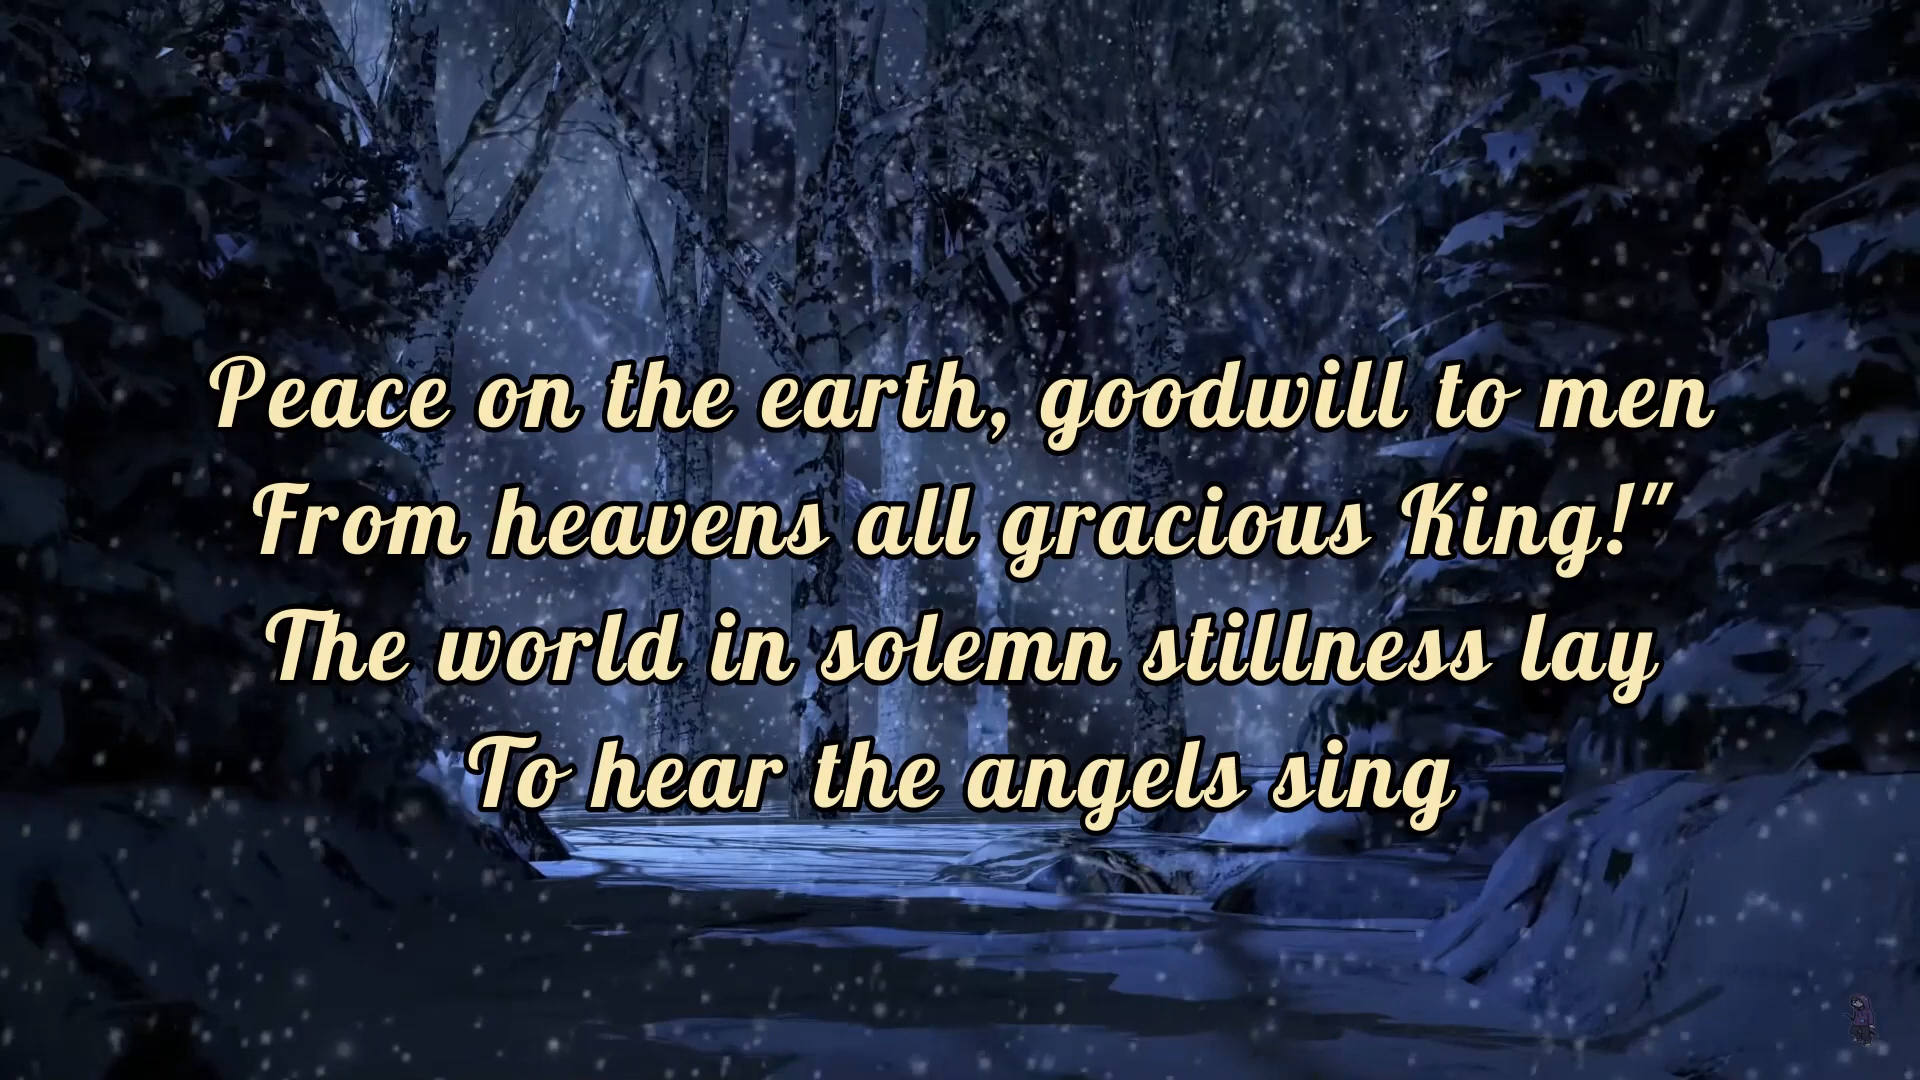 Peace on the earth, goodwill to men
From heavens all gracious King!"
The world in solemn stillness lay
To hear the angels sing